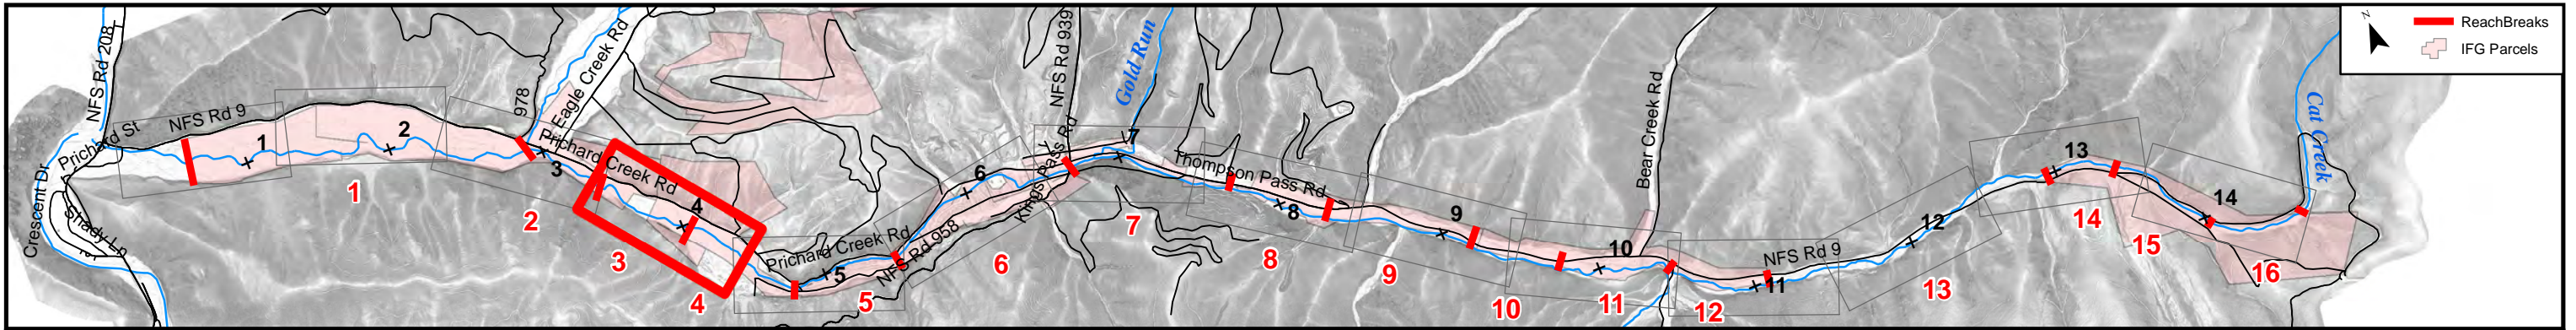 NFS Rd 208
Prichard St
NFS Rd 9
Crescent Dr
Shady Lp
1
2
978
Eagle Creek Rd
Prichard Creek Rd
3
4
Prichard Creek Rd
5
NFS Rd 958
6
Kings Pass Rd
NFS Rd 939
Gold Run
7
Thompson Pass Rd
8
9
10
Bear Creek Rd
NFS Rd 9
11
12
13
14
Cat Creek
1
2
3
4
5
6
7
8
9
10
11
12
13
14
15
16
N
ReachBreaks
IFG Parcels